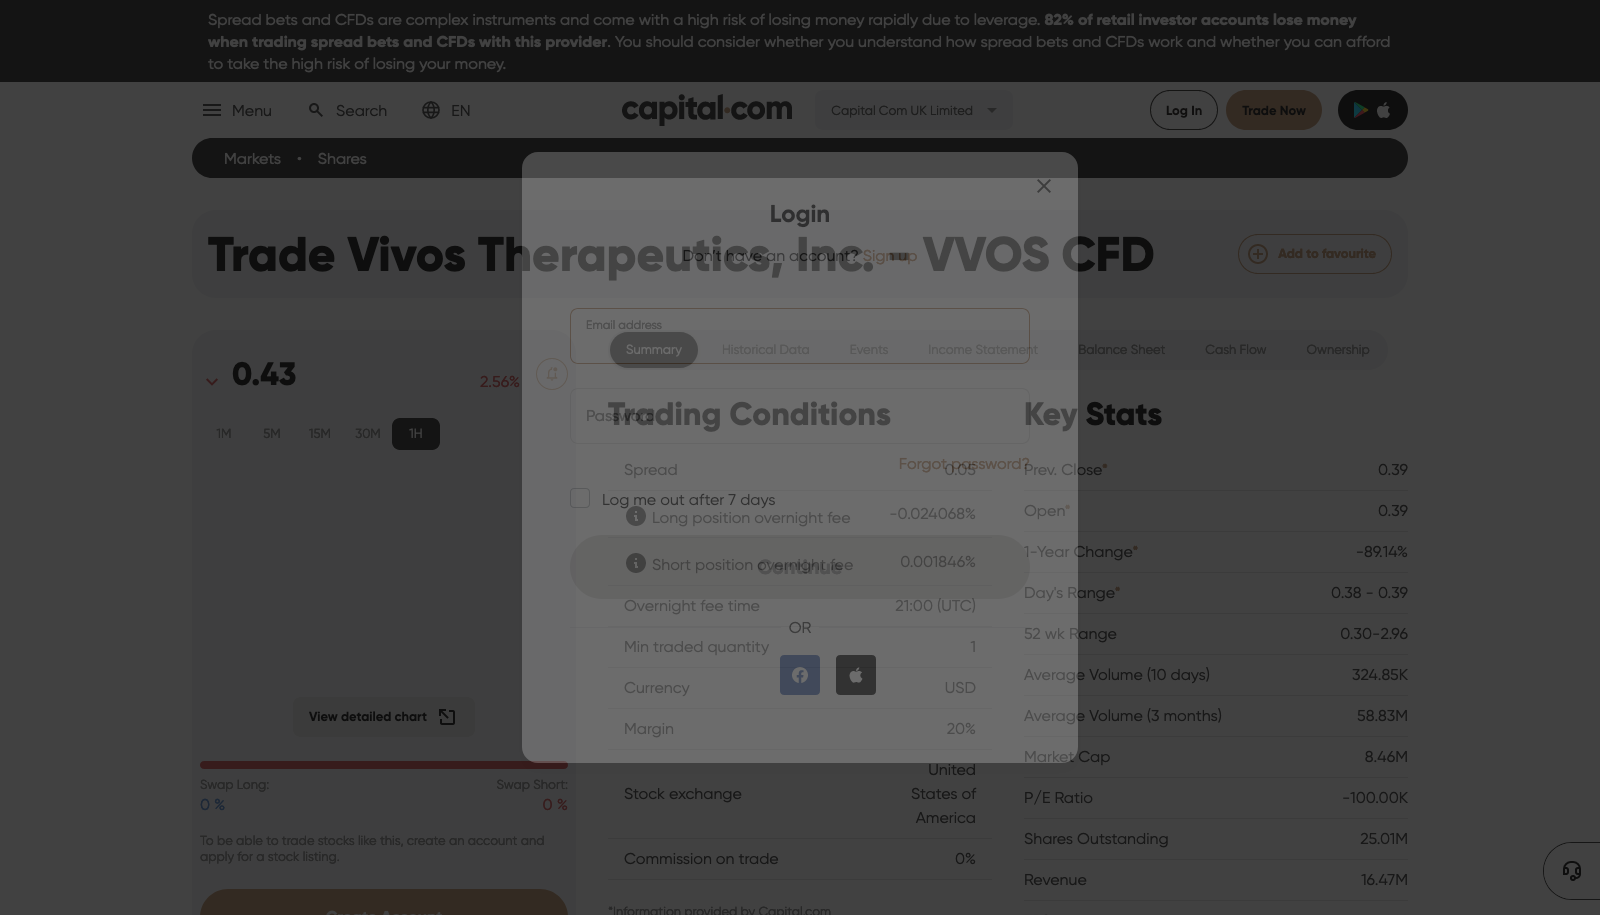 Spread bets and CFDs are complex instruments and come with a high risk of losing money rapidly due to leverage. 82% of retail investor accounts lose money
when trading spread bets and CFDs with this provider. You should consider whether you understand how spread bets and CFDs work and whether you can afford
to take the high risk of losing your money.
Menu
Search
EN
capital.com
Capital Com UK Limited
Log In
Trade Now
Markets • Shares
Login
Trade Vivos Therapeutics, Inc. - VVOS CFD
Add to favourite
Don't have an account? Sign up
Email address
Summary
Historical Data
Events
Income Statement
Balance Sheet
Cash Flow
Ownership
0.43
2.56%
1M
5M
15M
30M
1H
Password
Trading Conditions
Key Stats
Forgot password?
Spread 0.05
Prev. Close* 0.39
Log me out after 7 days
Long position overnight fee -0.024068%
Open* 0.39
Short position overnight fee 0.001846%
1-Year Change* -89.14%
Continue
Overnight fee time 21:00 (UTC)
Day's Range* 0.38 - 0.39
OR
Min traded quantity 1
52 wk Range 0.30-2.96
Currency USD
Average Volume (10 days) 324.85K
Margin 20%
Average Volume (3 months) 58.83M
View detailed chart
Market Cap 8.46M
Swap Long:
Swap Short:
0 %
0 %
Stock exchange
United
States of
America
P/E Ratio -100.00K
Shares Outstanding 25.01M
To be able to trade stocks like this, create an account and
apply for a stock listing.
Commission on trade 0%
Revenue 16.47M
Create Account
*Information provided by Capital.com